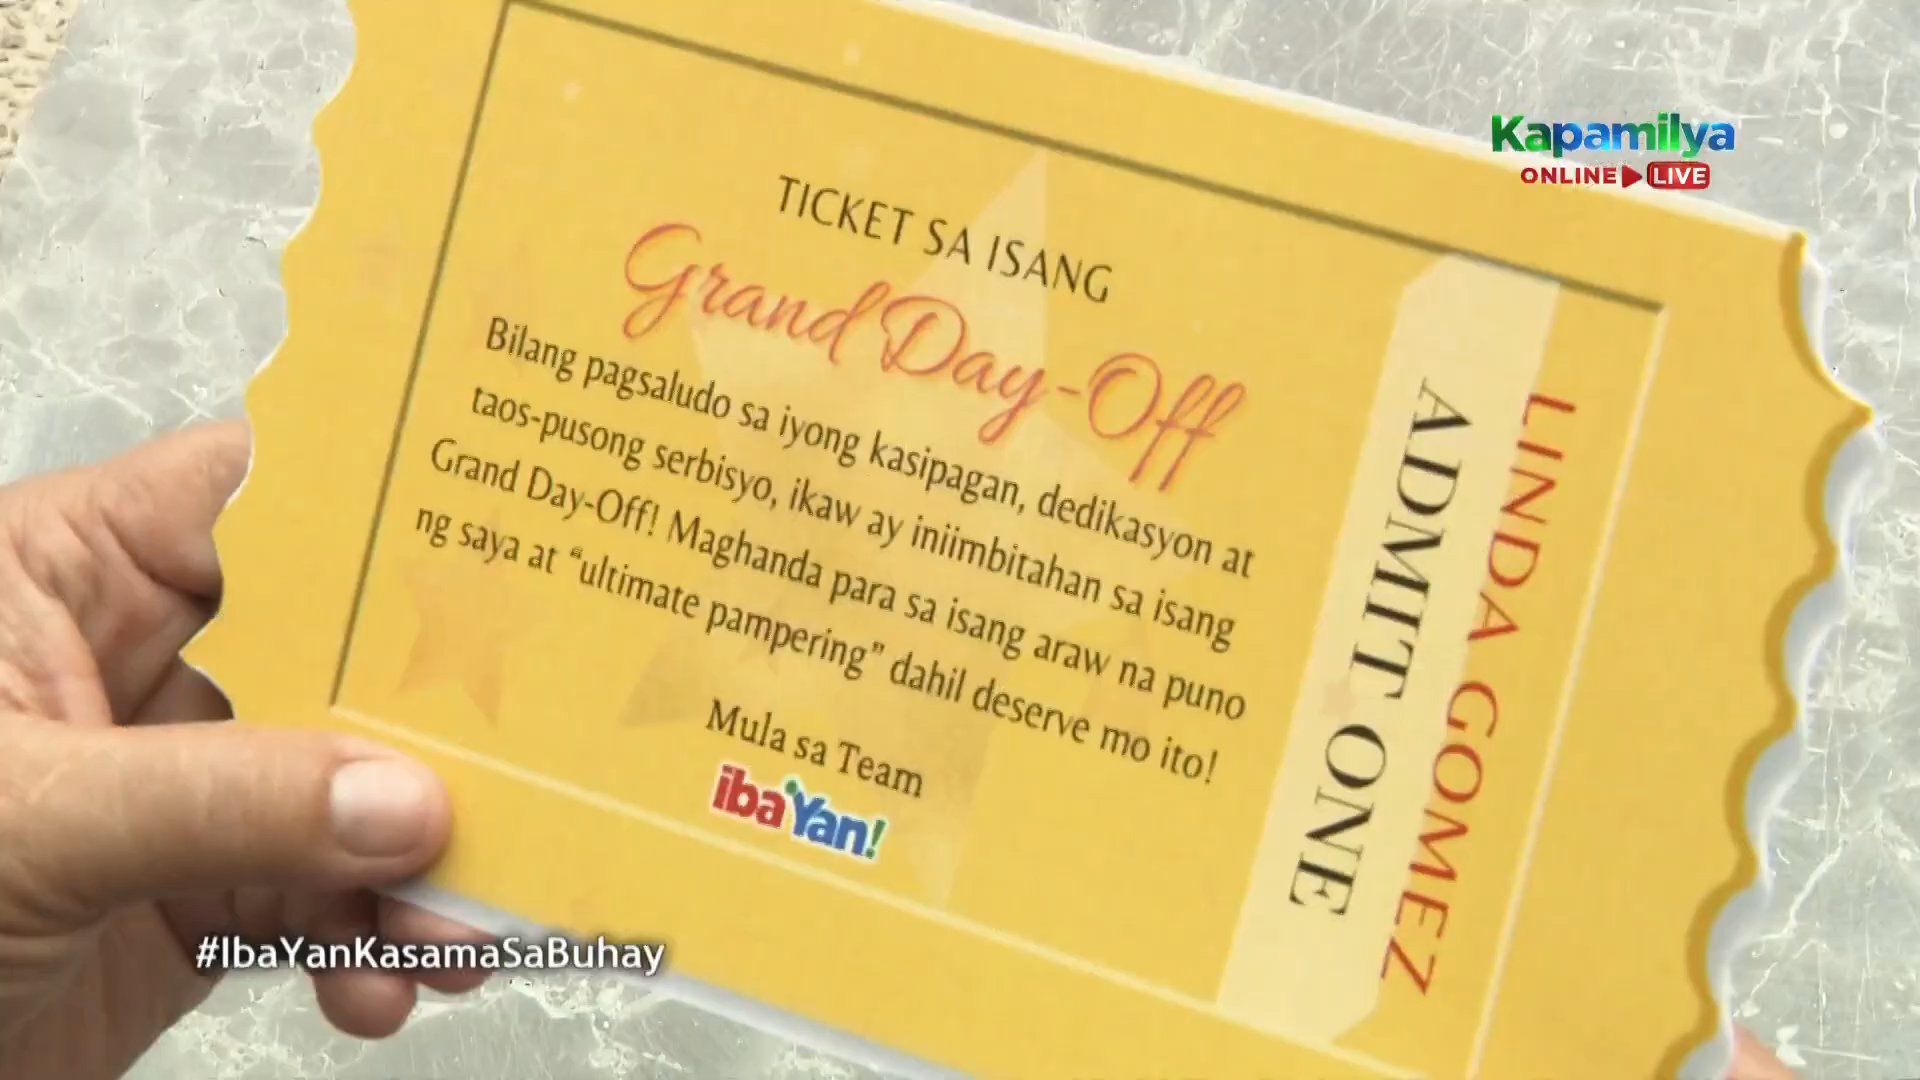 Kapamilya
ONLINE LIVE
TICKET SA ISANG
Grand Day-Off
Bilang pagsaludo sa iyong kasipagan, dedikasyon at
taos-pusong serbisyo, ikaw ay iniimbitahan sa isang
Grand Day-Off! Maghanda para sa isang araw na puno
ng saya at “ultimate pampering” dahil deserve mo ito!
Mula sa Team
iba'Yan!
ADMIT ONE
LINDA GOMEZ
#IbaYanKasamaSaBuhay